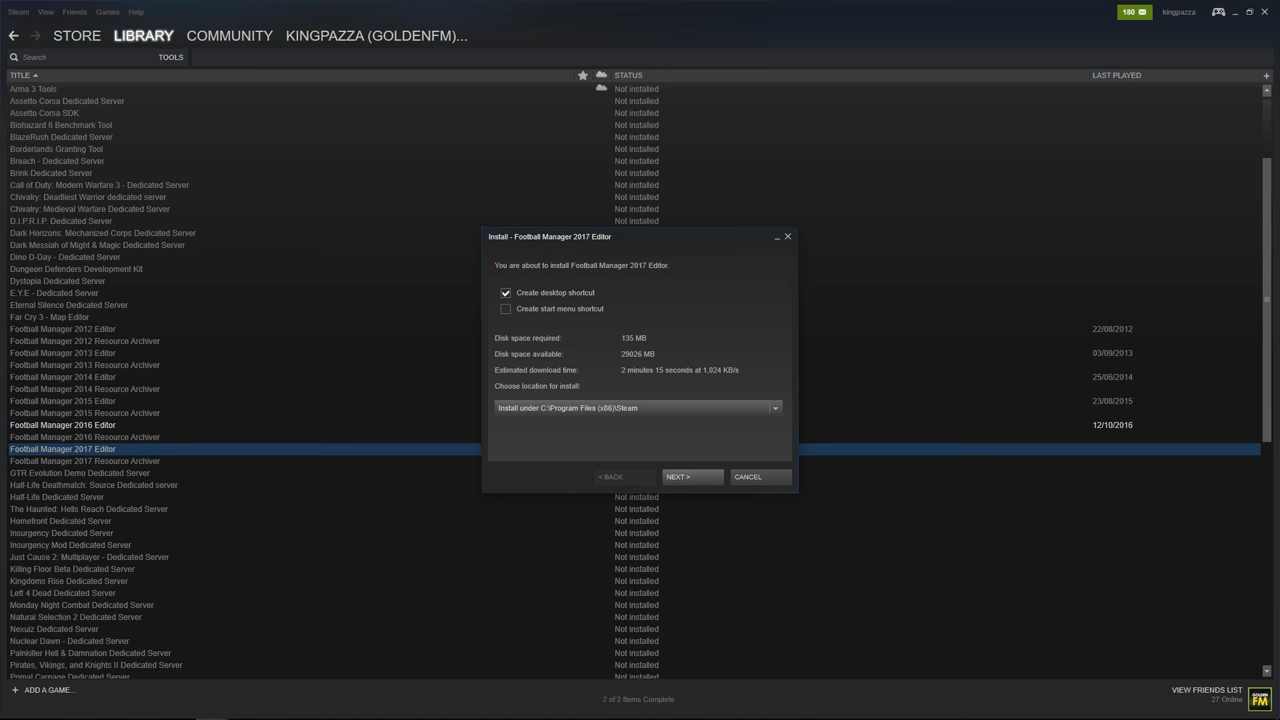 Steam View Friends Games Help 180 kingpazza
STORE LIBRARY COMMUNITY KINGPAZZA (GOLDENFM)...
Search TOOLS
TITLE STATUS LAST PLAYED +
Arma 3 Tools Not installed
Assetto Corsa Dedicated Server Not installed
Assetto Corsa SDK Not installed
Biohazard 6 Benchmark Tool Not installed
BlazeRush Dedicated Server Not installed
Borderlands Granting Tool Not installed
Breach - Dedicated Server Not installed
Brink Dedicated Server Not installed
Call of Duty: Modern Warfare 3 - Dedicated Server Not installed
Chivalry: Deadliest Warrior dedicated server Not installed
Chivalry: Medieval Warfare Dedicated Server Not installed
D.I.P.R.I.P. Dedicated Server Not installed
Dark Horizons: Mechanized Corps Dedicated Server
Dark Messiah of Might & Magic Dedicated Server
Dino D-Day - Dedicated Server
Dungeon Defenders Development Kit
Dystopia Dedicated Server
E.Y.E - Dedicated Server
Eternal Silence Dedicated Server
Far Cry 3 - Map Editor
Football Manager 2012 Editor 22/08/2012
Football Manager 2012 Resource Archiver
Football Manager 2013 Editor 03/09/2013
Football Manager 2013 Resource Archiver
Football Manager 2014 Editor 25/06/2014
Football Manager 2014 Resource Archiver
Football Manager 2015 Editor 23/08/2015
Football Manager 2015 Resource Archiver
Football Manager 2016 Editor 12/10/2016
Football Manager 2016 Resource Archiver
Football Manager 2017 Editor
Football Manager 2017 Resource Archiver
GTR Evolution Demo Dedicated Server
Half-Life Deathmatch: Source Dedicated server
Half-Life Dedicated Server Not installed
The Haunted: Hells Reach Dedicated Server Not installed
Homefront Dedicated Server Not installed
Insurgency Dedicated Server Not installed
Insurgency Mod Dedicated Server Not installed
Just Cause 2: Multiplayer - Dedicated Server Not installed
Killing Floor Beta Dedicated Server Not installed
Kingdoms Rise Dedicated Server Not installed
Left 4 Dead Dedicated Server Not installed
Monday Night Combat Dedicated Server Not installed
Natural Selection 2 Dedicated Server Not installed
Nexuiz Dedicated Server Not installed
Nuclear Dawn - Dedicated Server Not installed
Painkiller Hell & Damnation Dedicated Server Not installed
Pirates, Vikings, and Knights II Dedicated Server Not installed
Primal Carnage Dedicated Server Not installed
Install - Football Manager 2017 Editor
You are about to install Football Manager 2017 Editor.
Create desktop shortcut
Create start menu shortcut
Disk space required: 135 MB
Disk space available: 29026 MB
Estimated download time: 2 minutes 15 seconds at 1,024 KB/s
Choose location for install:
Install under C:\Program Files (x86)\Steam
< BACK NEXT > CANCEL
+ ADD A GAME... VIEW FRIENDS LIST
2 of 2 Items Complete 27 Online
GOLDEN
FM